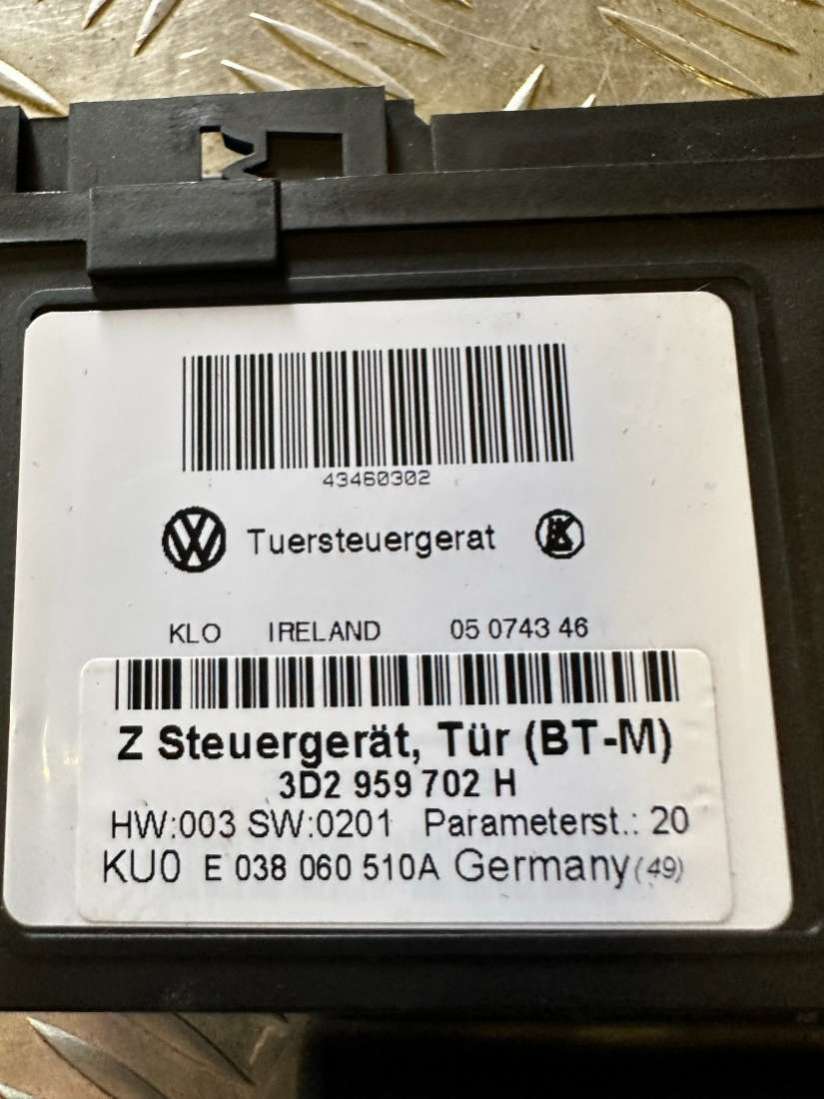 43460302
VW Tuersteuergerat
KLO IRELAND 05 0743 46
Z Steuergerät, Tür (BT-M)
3D2 959 702 H
HW:003 SW:0201 Parameterst.: 20
KU0 E 038 060 510A Germany (49)